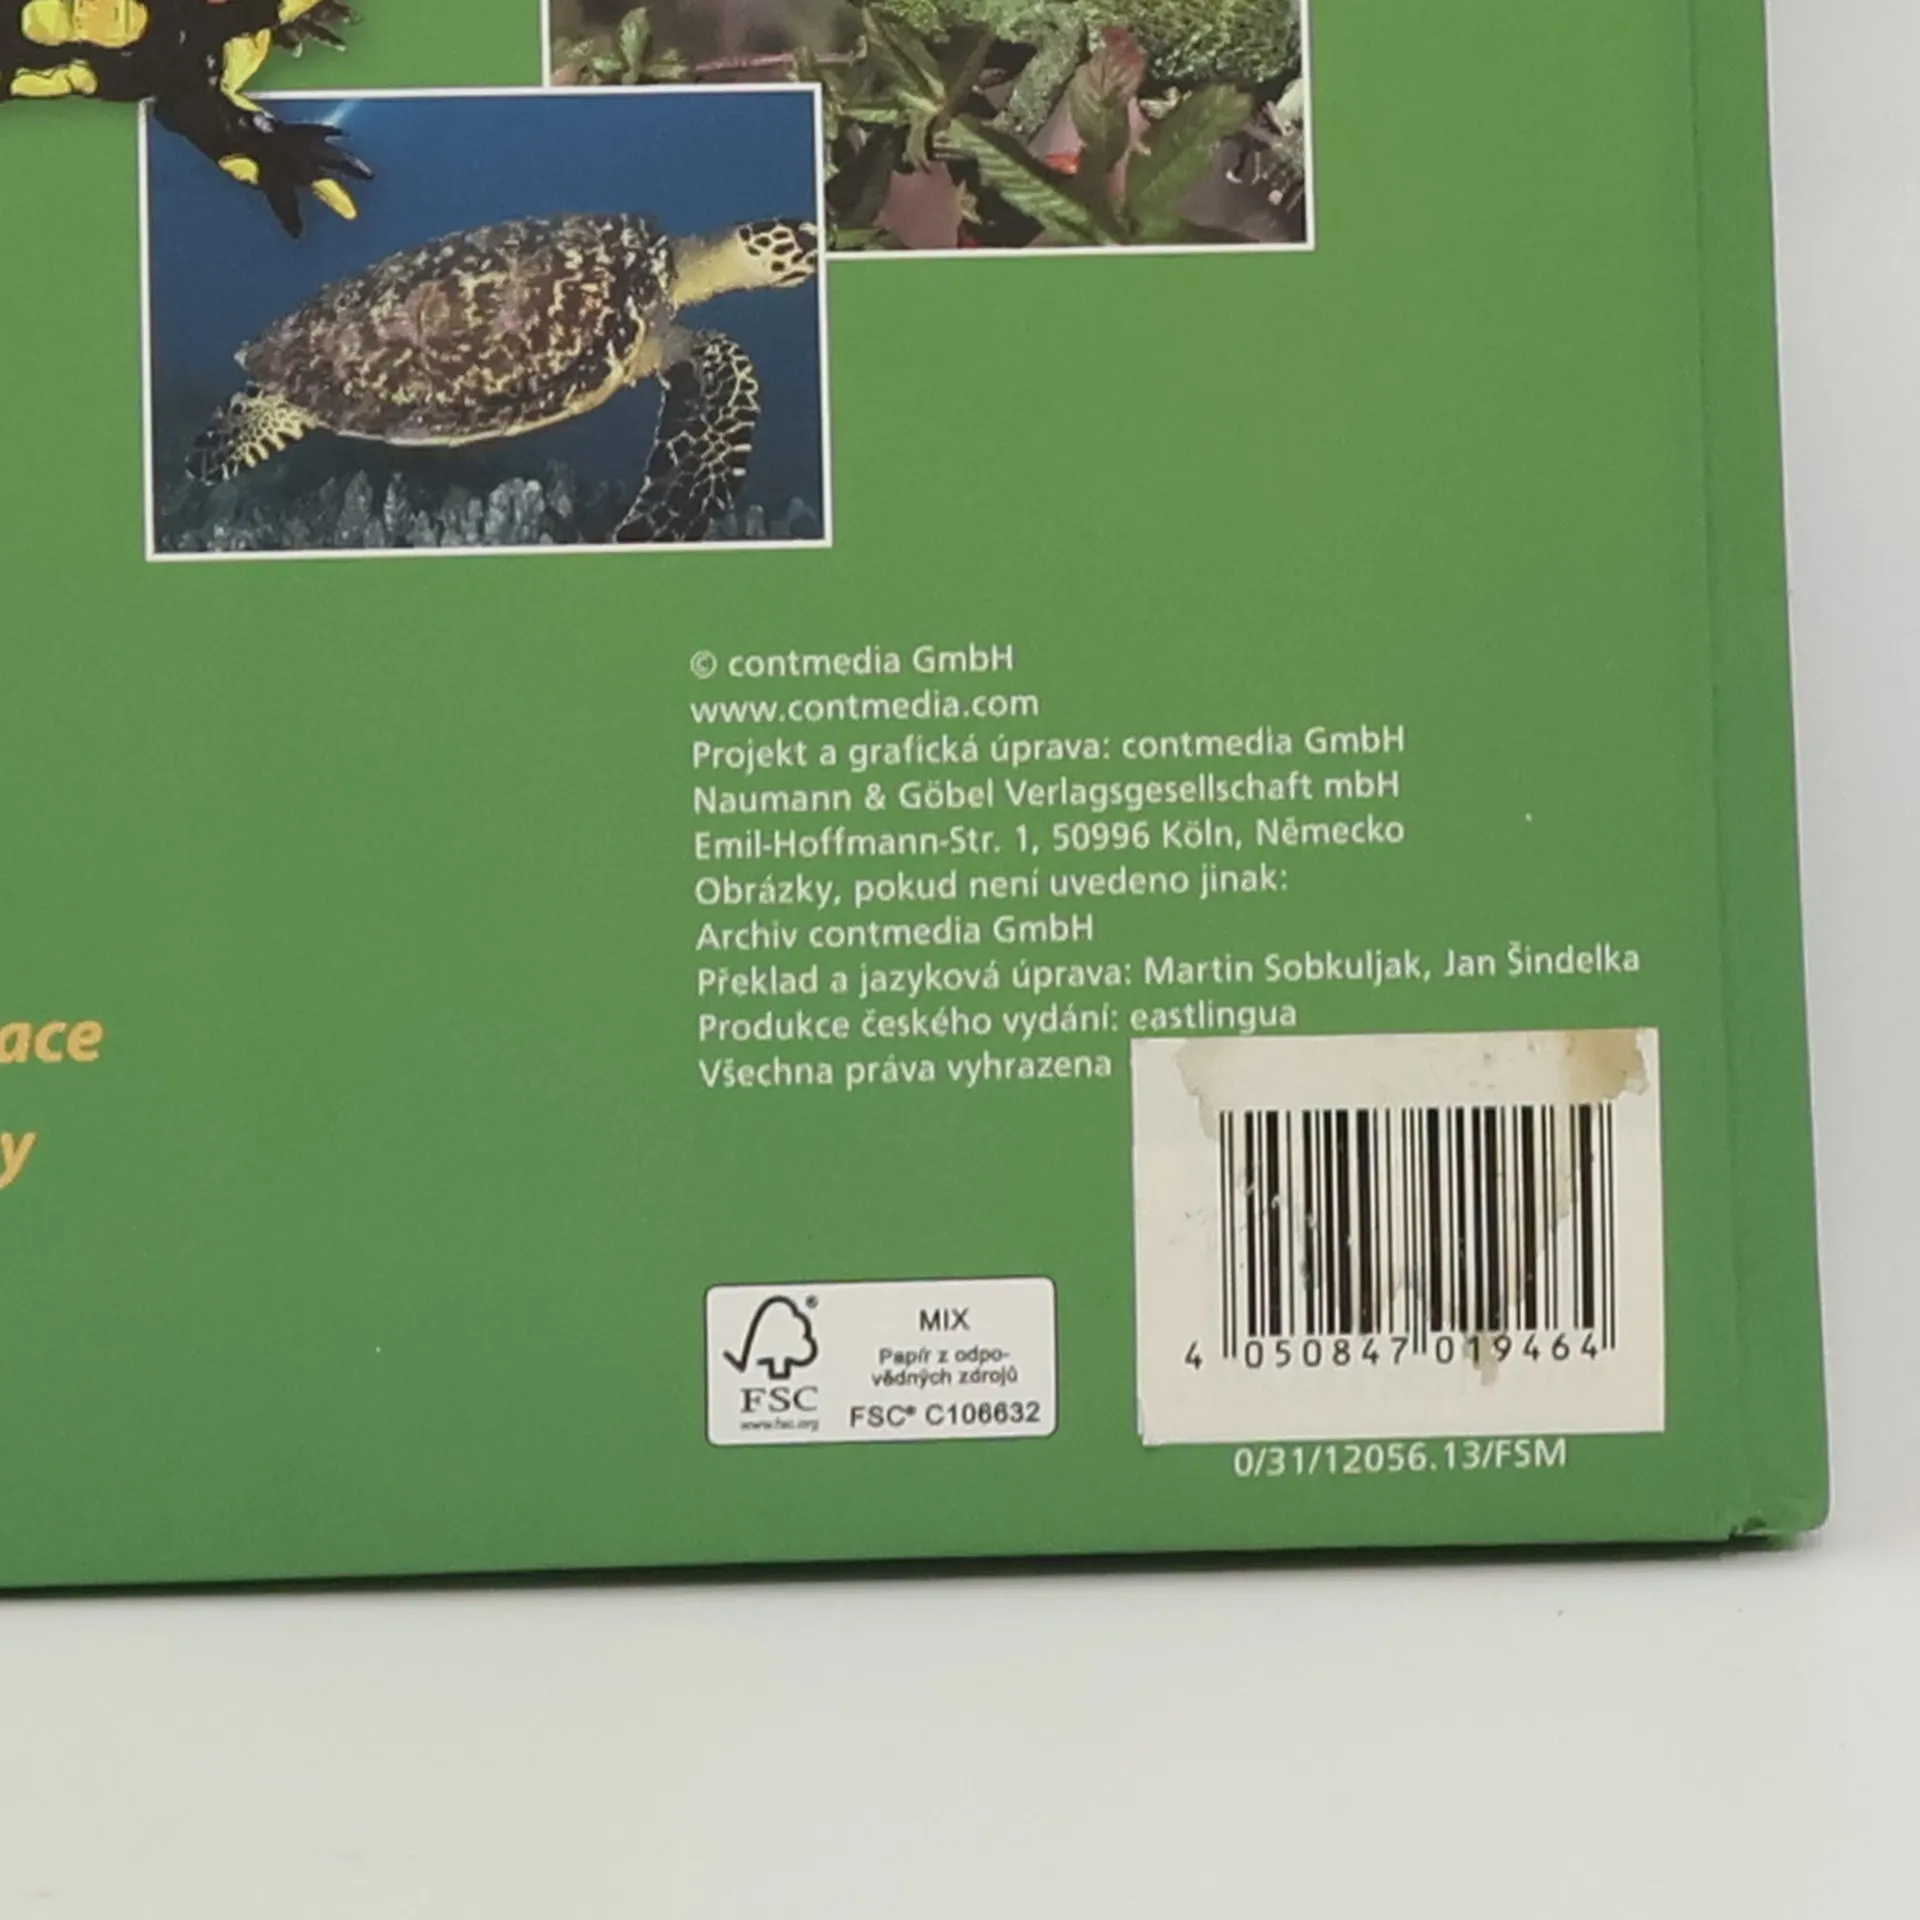 © contmedia GmbH
www.contmedia.com
Projekt a grafická úprava: contmedia GmbH
Naumann & Göbel Verlagsgesellschaft mbH
Emil-Hoffmann-Str. 1, 50996 Köln, Německo
Obrázky, pokud není uvedeno jinak:
Archiv contmedia GmbH
Překlad a jazyková úprava: Martin Sobkuljak, Jan Šindelka
Produkce českého vydání: eastlingua
Všechna práva vyhrazena
ace
y
MIX
Papír z odpo-
vědných zdrojů
FSC® C106632
FSC
www.fsc.org
4 050847 019464
0/31/12056.13/FSM